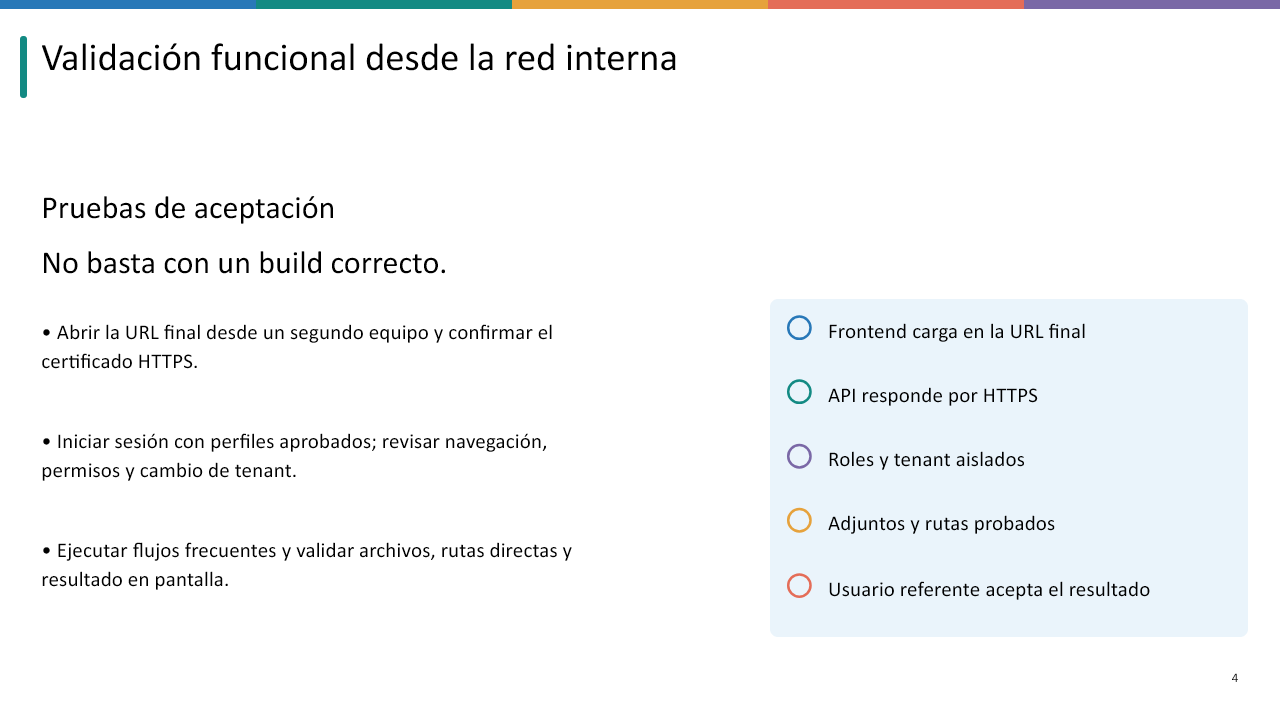 Validación funcional desde la red interna
Pruebas de aceptación
No basta con un build correcto.
• Abrir la URL final desde un segundo equipo y confirmar el
certificado HTTPS.
• Iniciar sesión con perfiles aprobados; revisar navegación,
permisos y cambio de tenant.
• Ejecutar flujos frecuentes y validar archivos, rutas directas y
resultado en pantalla.
Frontend carga en la URL final
API responde por HTTPS
Roles y tenant aislados
Adjuntos y rutas probados
Usuario referente acepta el resultado
4